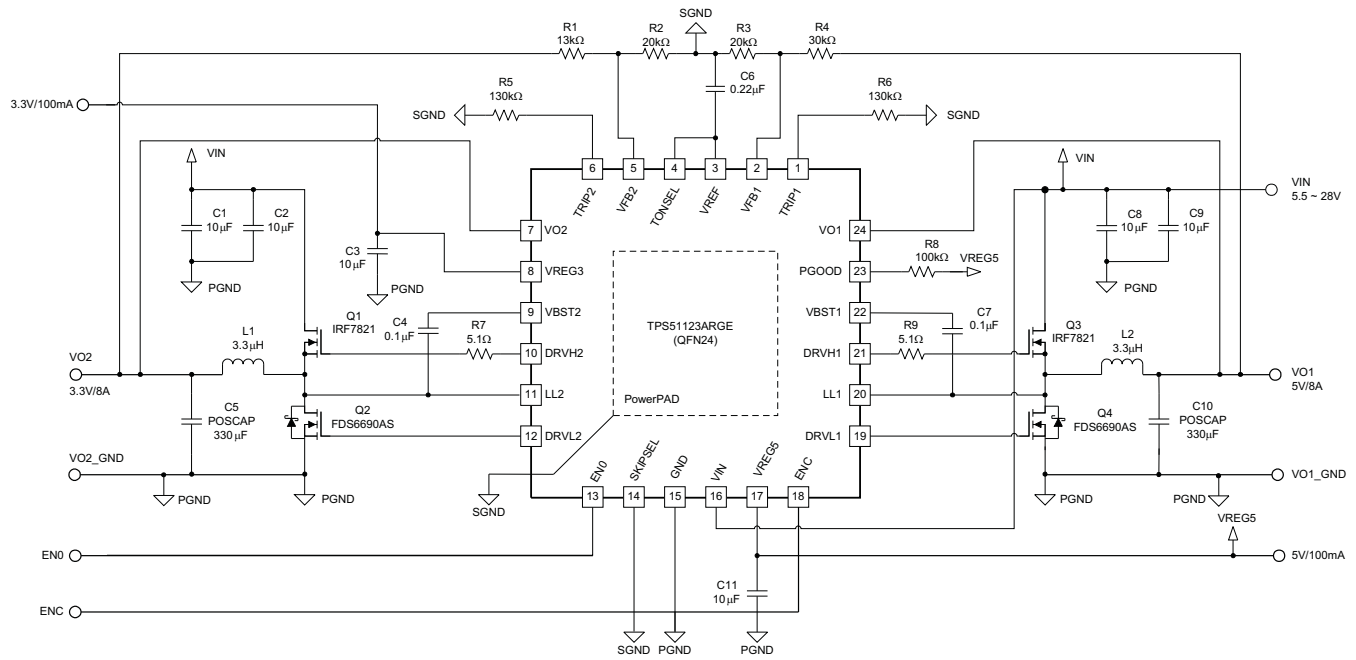 SGND
R1
13kΩ
R2
20kΩ
R3
20kΩ
R4
30kΩ
C6
0.22µF
3.3V/100mA
R5
130kΩ
SGND
R6
130kΩ
SGND
VIN
C1
10µF
C2
10µF
PGND
C3
10µF
PGND
6
5
4
3
2
1
TRIP2
VFB2
TONSEL
VREF
VFB1
TRIP1
7
VO2
8
VREG3
9
VBST2
10
DRVH2
11
LL2
12
DRVL2
VO1
24
PGOOD
23
VBST1
22
DRVH1
21
LL1
20
DRVL1
19
TPS51123ARGE
(QFN24)
PowerPAD
R8
100kΩ
VREG5
VIN
VIN
5.5 ~ 28V
C8
10µF
C9
10µF
PGND
Q1
IRF7821
C4
0.1µF
R7
5.1Ω
L1
3.3µH
VO2
3.3V/8A
C5
POSCAP
330µF
Q2
FDS6690AS
VO2_GND
PGND
PGND
SGND
C7
0.1µF
R9
5.1Ω
Q3
IRF7821
L2
3.3µH
VO1
5V/8A
Q4
FDS6690AS
C10
POSCAP
330µF
VO1_GND
PGND
PGND
EN0
SKIPSEL
GND
VIN
VREG5
ENC
13
14
15
16
17
18
VREG5
EN0
5V/100mA
C11
10µF
ENC
SGND
PGND
PGND